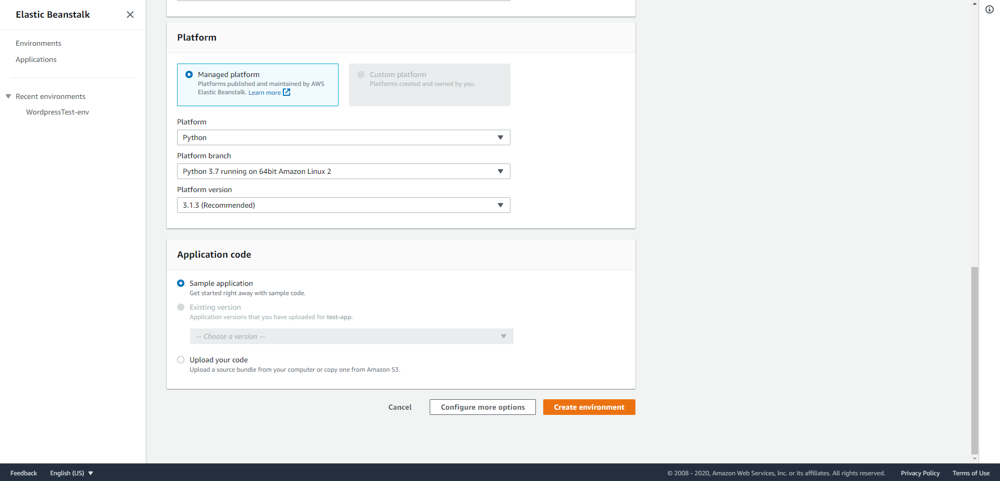 Elastic Beanstalk
Environments
Applications
Recent environments
WordpressTest-env
Platform
Managed platform
Platforms published and maintained by AWS
Elastic Beanstalk. Learn more
Custom platform
Platforms created and owned by you.
Platform
Python
Platform branch
Python 3.7 running on 64bit Amazon Linux 2
Platform version
3.1.3 (Recommended)
Application code
Sample application
Get started right away with sample code.
Existing version
Application versions that you have uploaded for test-app.
-- Choose a version --
Upload your code
Upload a source bundle from your computer or copy one from Amazon S3.
Cancel
Configure more options
Create environment
Feedback
English (US)
© 2008 - 2020, Amazon Web Services, Inc. or its affiliates. All rights reserved.
Privacy Policy
Terms of Use